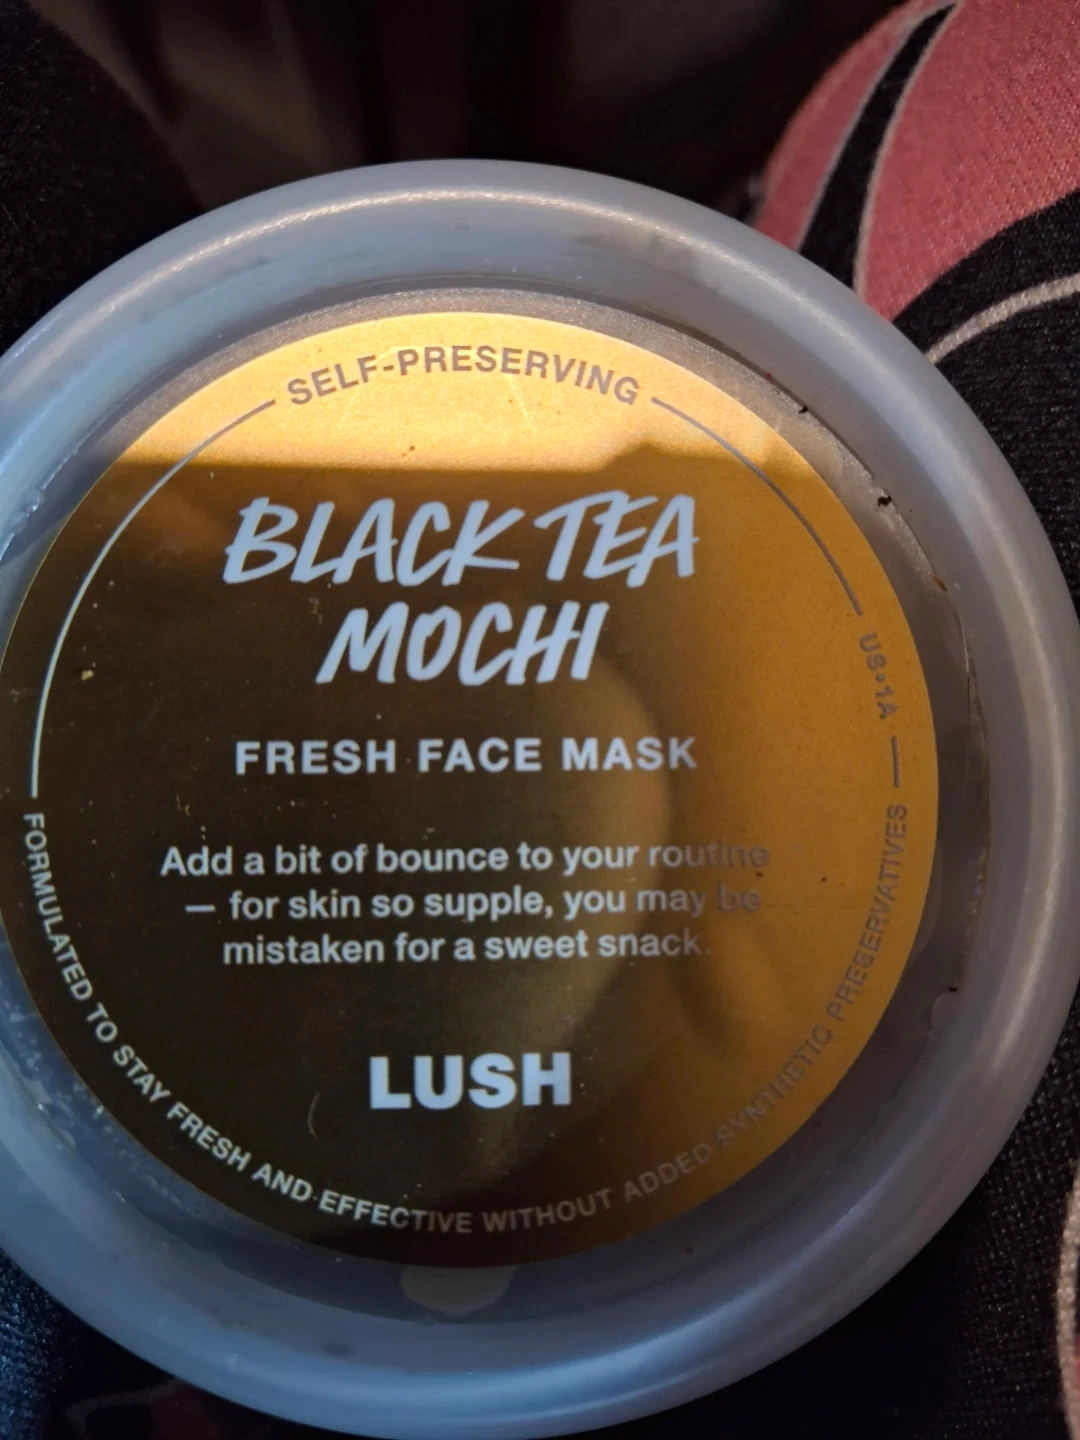 SELF-PRESERVING
BLACK TEA
MOCHI
FRESH FACE MASK
Add a bit of bounce to your routine
— for skin so supple, you may be
mistaken for a sweet snack.
LUSH
FORMULATED TO STAY FRESH AND EFFECTIVE WITHOUT ADDED SYNTHETIC PRESERVATIVES
US•1A